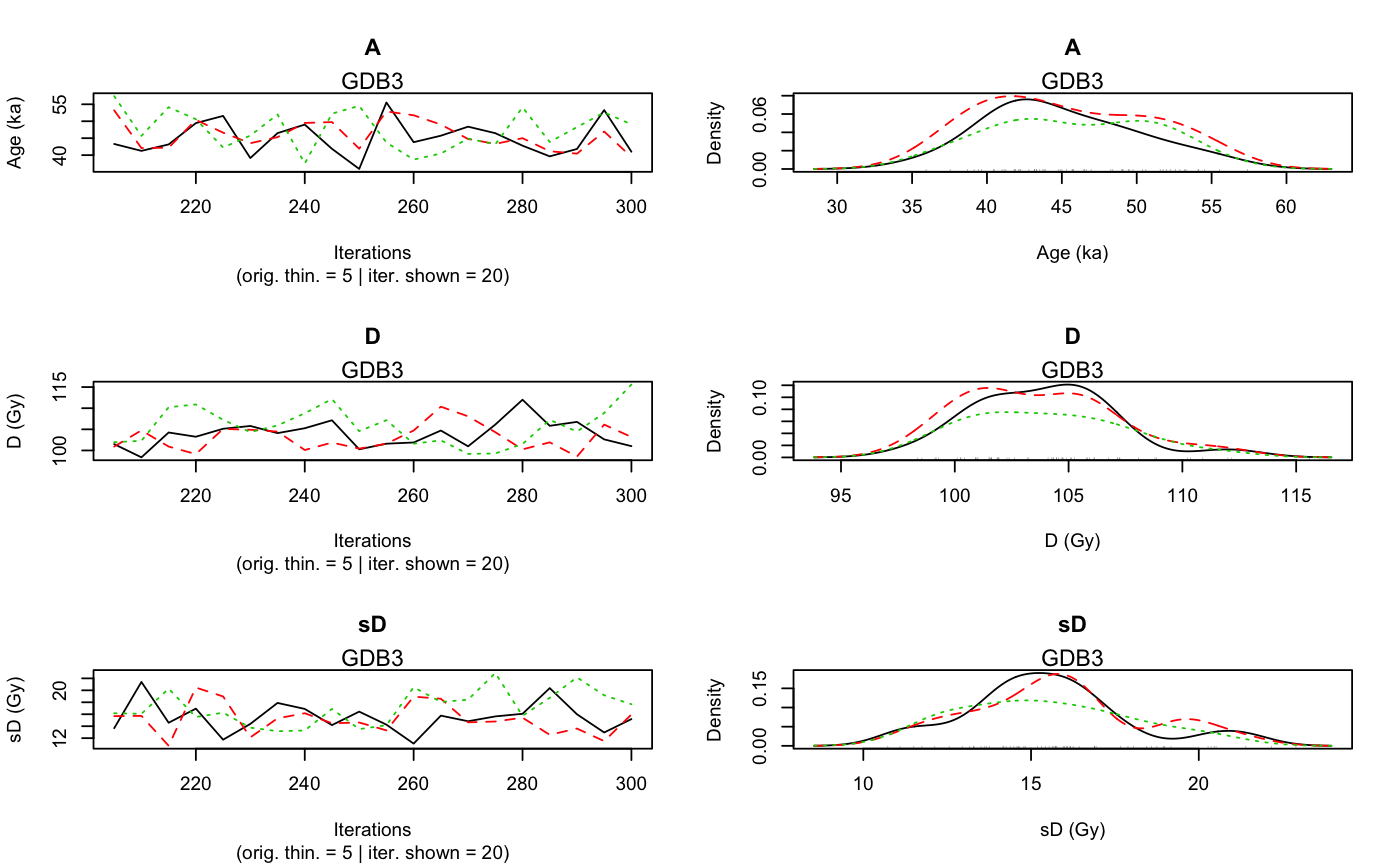 A
GDB3
Age (ka)
55
40
220 240 260 280 300
Iterations
(orig. thin. = 5 | iter. shown = 20)
A
GDB3
Density
0.06
0.00
30 35 40 45 50 55 60
Age (ka)
D
GDB3
D (Gy)
115
100
220 240 260 280 300
Iterations
(orig. thin. = 5 | iter. shown = 20)
D
GDB3
Density
0.10
0.00
95 100 105 110 115
D (Gy)
sD
GDB3
sD (Gy)
20
12
220 240 260 280 300
Iterations
(orig. thin. = 5 | iter. shown = 20)
sD
GDB3
Density
0.15
0.00
10 15 20
sD (Gy)